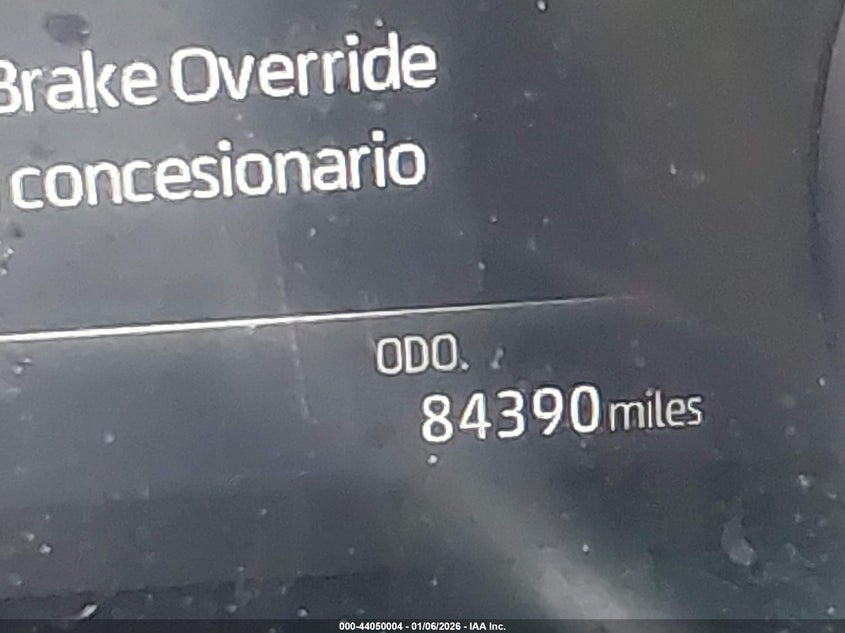 Brake Override
concesionario
ODO.
84390 miles
000-44050004 - 01/06/2026 - IAA Inc.